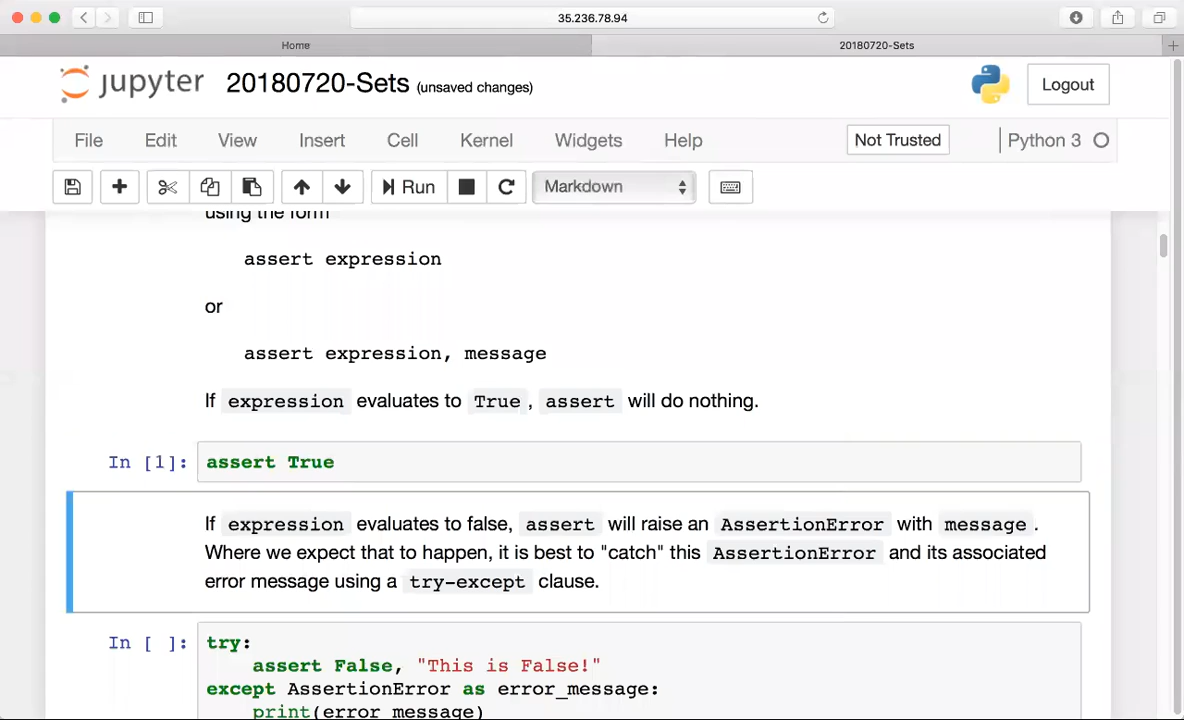 35.236.78.94
Home
20180720-Sets
jupyter 20180720-Sets (unsaved changes)
Logout
File Edit View Insert Cell Kernel Widgets Help Not Trusted Python 3
Run Markdown
using the form
assert expression
or
assert expression, message
If expression evaluates to True , assert will do nothing.
In [1]: assert True
If expression evaluates to false, assert will raise an AssertionError with message .
Where we expect that to happen, it is best to "catch" this AssertionError and its associated
error message using a try-except clause.
In [ ]: try:
assert False, "This is False!"
except AssertionError as error_message:
print(error_message)